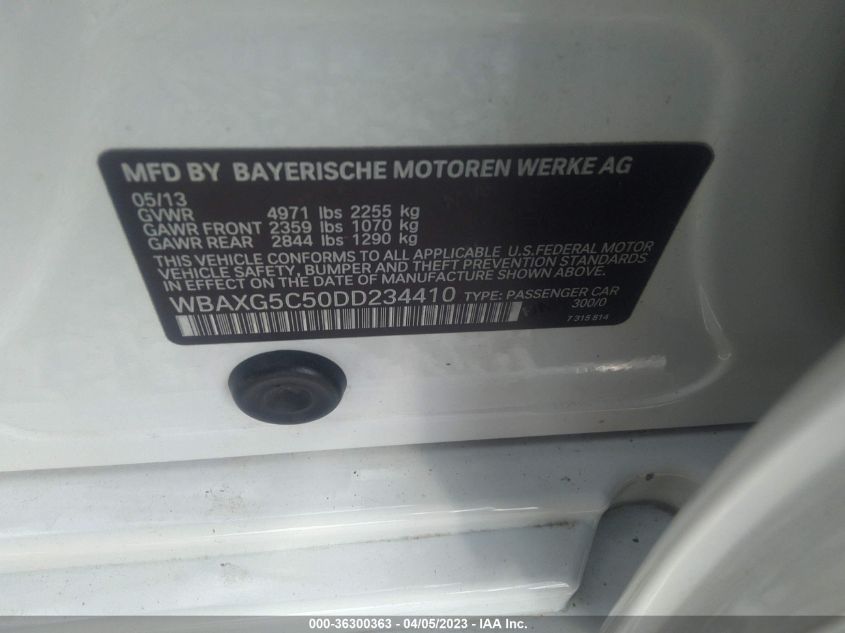 MFD BY BAYERISCHE MOTOREN WERKE AG
05/13
GVWR 4971 lbs 2255 kg
GAWR FRONT 2359 lbs 1070 kg
GAWR REAR 2844 lbs 1290 kg
THIS VEHICLE CONFORMS TO ALL APPLICABLE U.S.FEDERAL MOTOR
VEHICLE SAFETY, BUMPER AND THEFT PREVENTION STANDARDS
IN EFFECT ON THE DATE OF MANUFACTURE SHOWN ABOVE.
WBAXG5C50DD234410 TYPE: PASSENGER CAR
300/0
7 315 814
000-36300363 - 04/05/2023 - IAA Inc.